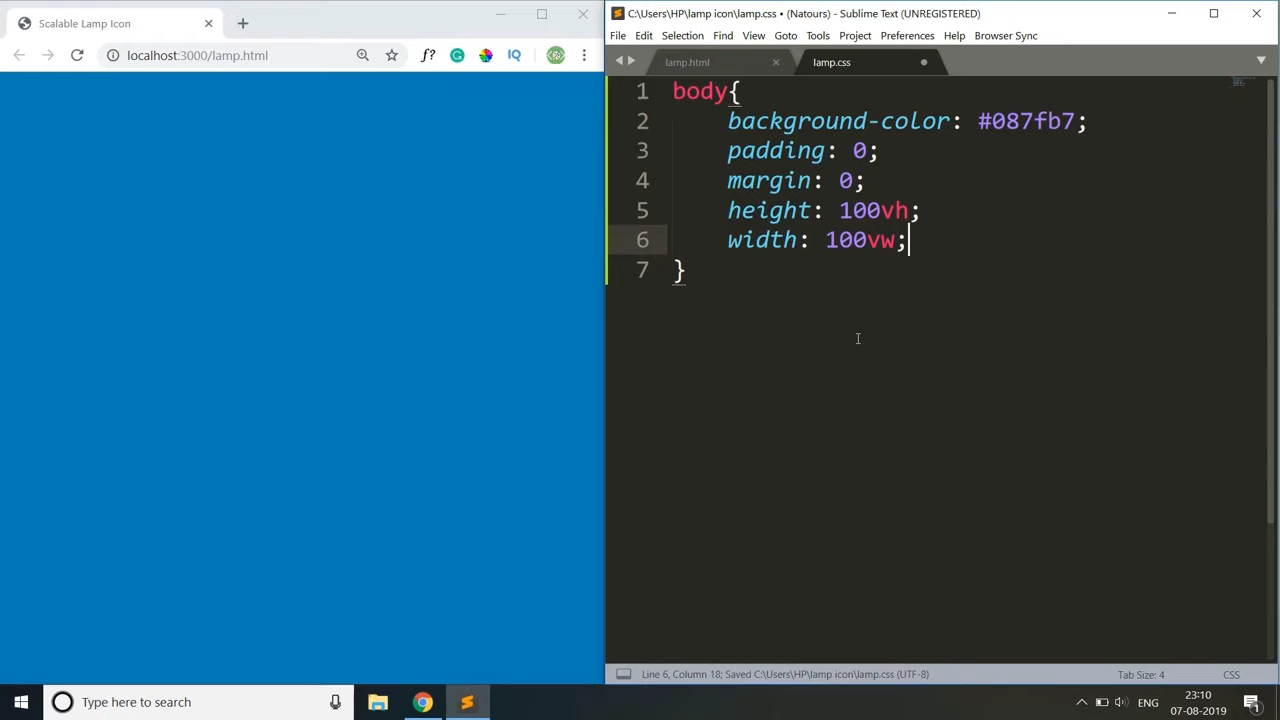 Scalable Lamp Icon
C:\Users\HP\lamp icon\lamp.css • (Natours) - Sublime Text (UNREGISTERED)
File Edit Selection Find View Goto Tools Project Preferences Help Browser Sync
localhost:3000/lamp.html
f? IQ
lamp.html
lamp.css
1 body{
2 background-color: #087fb7;
3 padding: 0;
4 margin: 0;
5 height: 100vh;
6 width: 100vw;
7 }
Line 6, Column 18; Saved C:\Users\HP\lamp icon\lamp.css (UTF-8)
Tab Size: 4
CSS
Type here to search
ENG
23:10
07-08-2019
1